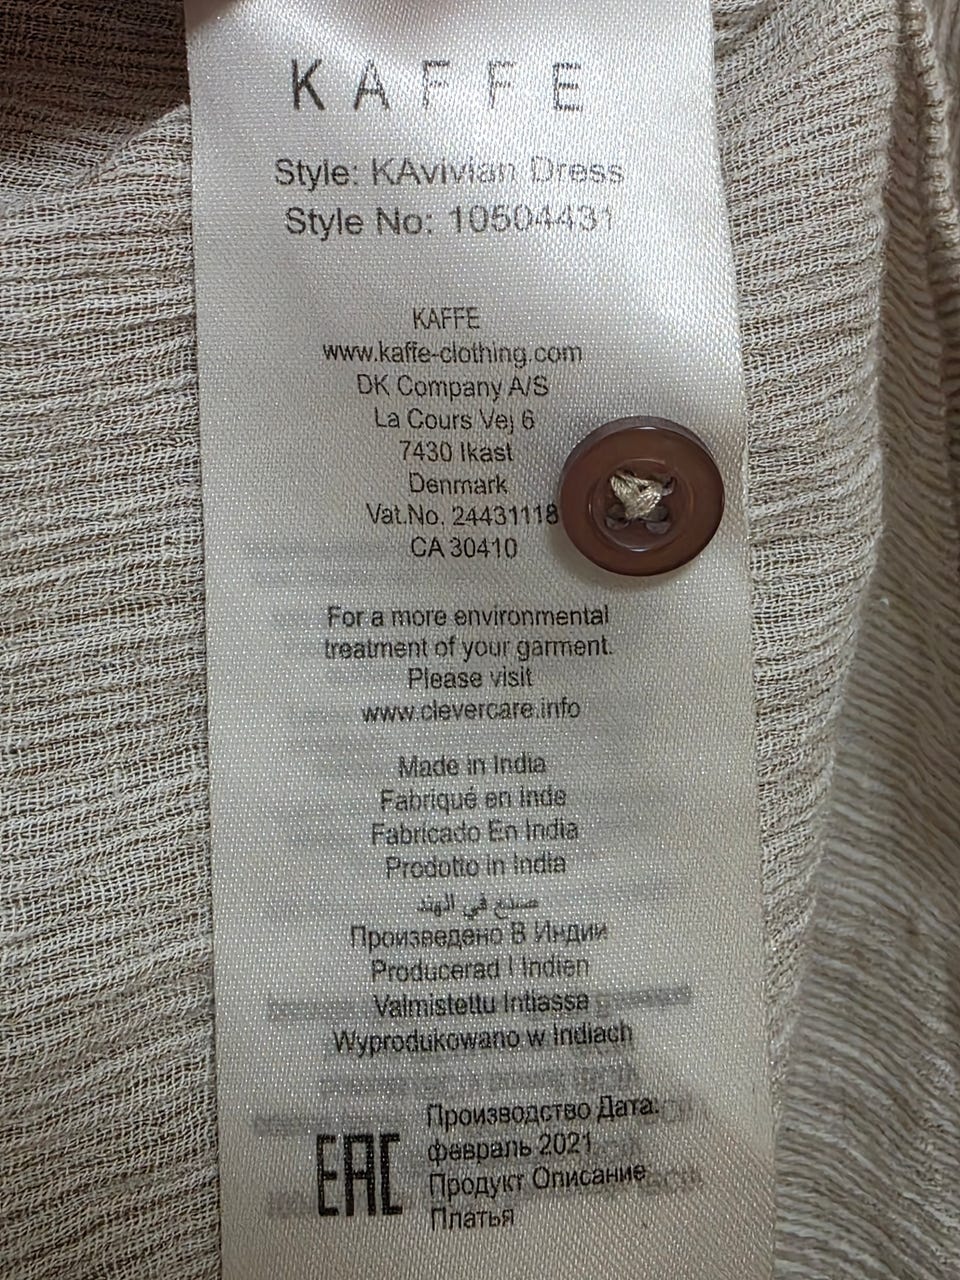 KAFFE
Style: KAvivian Dress
Style No: 10504431
KAFFE
www.kaffe-clothing.com
DK Company A/S
La Cours Vej 6
7430 Ikast
Denmark
Vat.No. 24431118
CA 30410
For a more environmental
treatment of your garment.
Please visit
www.clevercare.info
Made in India
Fabriqué en Inde
Fabricado En India
Prodotto in India
صنع في الهند
Произведено В Индии
Producerad I Indien
Valmistettu Intiassa
Wyprodukowano w Indiach
EAC
Производство Дата:
февраль 2021
Продукт Описание
Платья